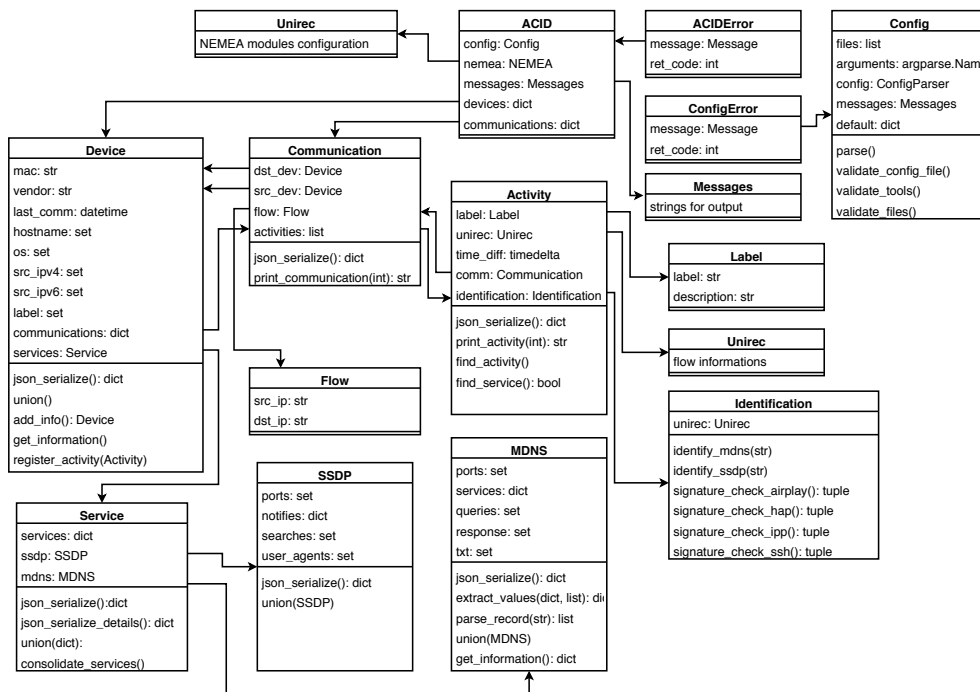 Unirec
NEMEA modules configuration
ACID
config: Config
nemea: NEMEA
messages: Messages
devices: dict
communications: dict
ACIDError
message: Message
ret_code: int
Config
files: list
arguments: argparse.Nam
config: ConfigParser
messages: Messages
default: dict
parse()
validate_config_file()
validate_tools()
validate_files()
ConfigError
message: Message
ret_code: int
Messages
strings for output
Device
mac: str
vendor: str
last_comm: datetime
hostname: set
os: set
src_ipv4: set
src_ipv6: set
label: set
communications: dict
services: Service
json_serialize(): dict
union()
add_info(): Device
get_information()
register_activity(Activity)
Communication
dst_dev: Device
src_dev: Device
flow: Flow
activities: list
json_serialize(): dict
print_communication(int): str
Activity
label: Label
unirec: Unirec
time_diff: timedelta
comm: Communication
identification: Identification
json_serialize(): dict
print_activity(int): str
find_activity()
find_service(): bool
Label
label: str
description: str
Unirec
flow informations
Flow
src_ip: str
dst_ip: str
Identification
unirec: Unirec
identify_mdns(str)
identify_ssdp(str)
signature_check_airplay(): tuple
signature_check_hap(): tuple
signature_check_ipp(): tuple
signature_check_ssh(): tuple
Service
services: dict
ssdp: SSDP
mdns: MDNS
json_serialize():dict
json_serialize_details(): dict
union(dict):
consolidate_services()
SSDP
ports: set
notifies: dict
searches: set
user_agents: set
json_serialize(): dict
union(SSDP)
MDNS
ports: set
services: dict
queries: set
response: set
txt: set
json_serialize(): dict
extract_values(dict, list): di
parse_record(str): list
union(MDNS)
get_information(): dict